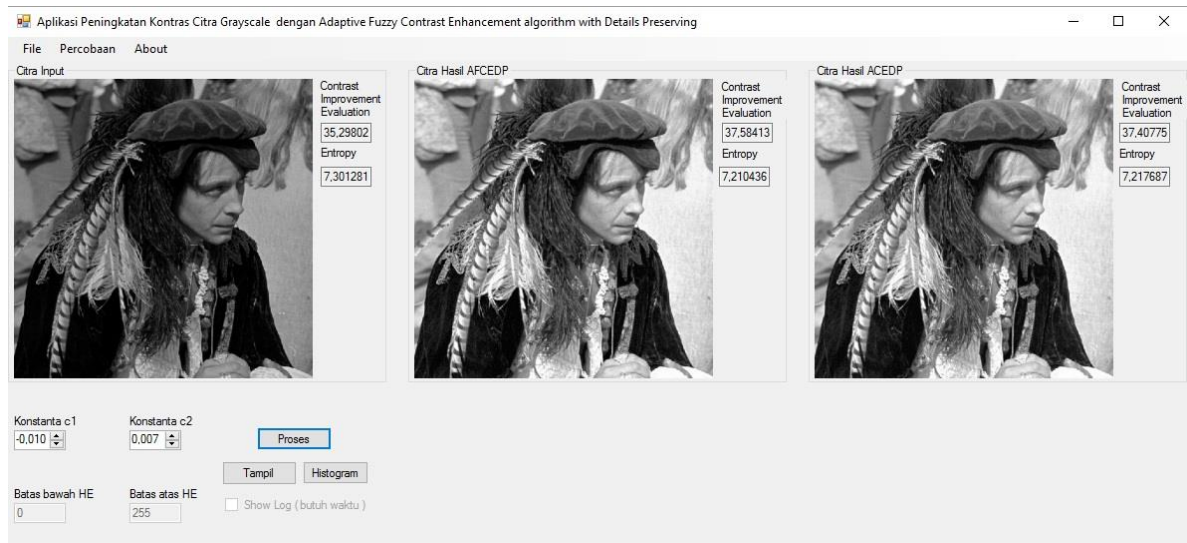 Aplikasi Peningkatan Kontras Citra Grayscale dengan Adaptive Fuzzy Contrast Enhancement algorithm with Details Preserving
File Percobaan About
Citra Input
Contrast
Improvement
Evaluation
35,29802
Entropy
7,301281
Citra Hasil AFCEDP
Contrast
Improvement
Evaluation
37,58413
Entropy
7,210436
Citra Hasil ACEDP
Contrast
Improvement
Evaluation
37,40775
Entropy
7,217687
Konstanta c1
-0,010
Konstanta c2
0,007
Proses
Tampil
Histogram
Batas bawah HE
0
Batas atas HE
255
Show Log ( butuh waktu )